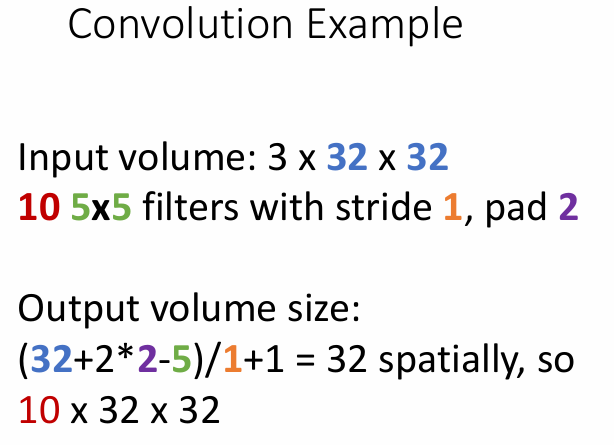 Convolution Example
Input volume: 3 x 32 x 32
10 5x5 filters with stride 1, pad 2
Output volume size:
(32+2*2-5)/1+1 = 32 spatially, so
10 x 32 x 32